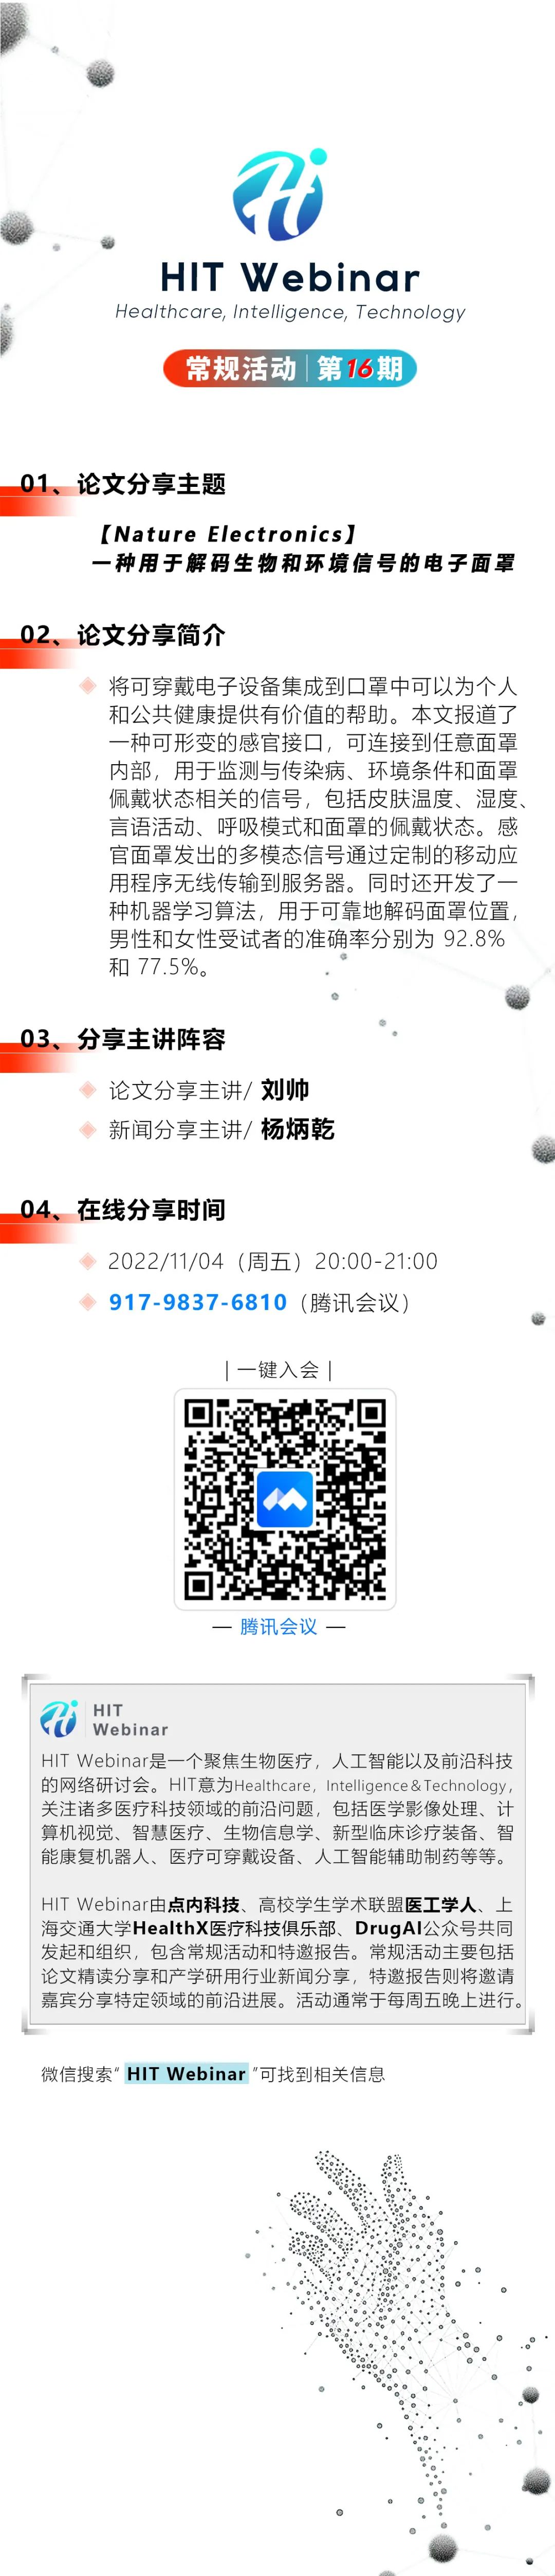 HIT Webinar
Healthcare, Intelligence, Technology
常规活动 | 第16期
01、论文分享主题
【Nature Electronics】
一种用于解码生物和环境信号的电子面罩
02、论文分享简介
将可穿戴电子设备集成到口罩中可以为个人
和公共健康提供有价值的帮助。本文报道了
一种可形变的感官接口，可连接到任意面罩
内部，用于监测与传染病、环境条件和面罩
佩戴状态相关的信号，包括皮肤温度、湿度、
言语活动、呼吸模式和面罩的佩戴状态。感
官面罩发出的多模态信号通过定制的移动应
用程序无线传输到服务器。同时还开发了一
种机器学习算法，用于可靠地解码面罩位置，
男性和女性受试者的准确率分别为 92.8%
和 77.5%。
03、分享主讲阵容
论文分享主讲/ 刘帅
新闻分享主讲/ 杨炳乾
04、在线分享时间
2022/11/04（周五）20:00-21:00
917-9837-6810（腾讯会议）
| 一键入会 |
— 腾讯会议 —
HIT
Webinar
HIT Webinar是一个聚焦生物医疗，人工智能以及前沿科技
的网络研讨会。HIT意为Healthcare，Intelligence＆Technology，
关注诸多医疗科技领域的前沿问题，包括医学影像处理、计
算机视觉、智慧医疗、生物信息学、新型临床诊疗装备、智
能康复机器人、医疗可穿戴设备、人工智能辅助制药等等。
HIT Webinar由点内科技、高校学生学术联盟医工学人、上
海交通大学HealthX医疗科技俱乐部、DrugAI公众号共同
发起和组织，包含常规活动和特邀报告。常规活动主要包括
论文精读分享和产学研用行业新闻分享，特邀报告则将邀请
嘉宾分享特定领域的前沿进展。活动通常于每周五晚上进行。
微信搜索“ HIT Webinar ”可找到相关信息